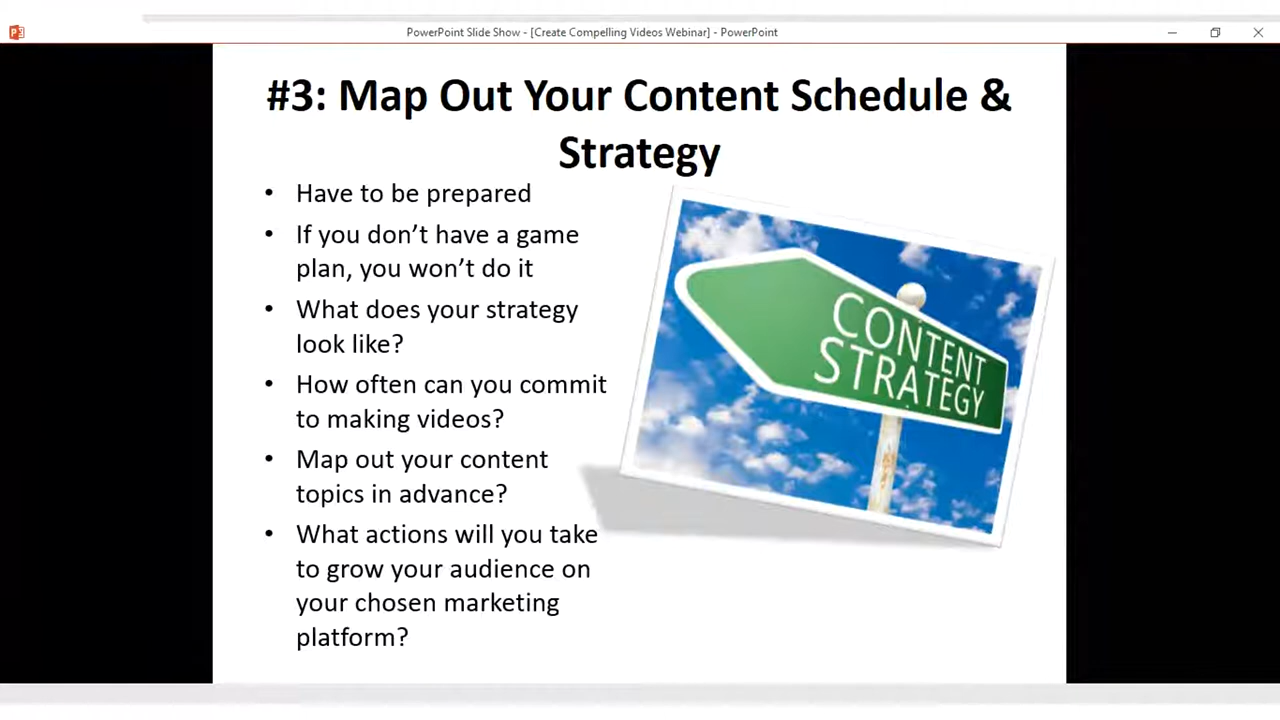 PowerPoint Slide Show - [Create Compelling Videos Webinar] - PowerPoint
#3: Map Out Your Content Schedule &
Strategy
• Have to be prepared
• If you don’t have a game
plan, you won’t do it
• What does your strategy
look like?
• How often can you commit
to making videos?
• Map out your content
topics in advance?
• What actions will you take
to grow your audience on
your chosen marketing
platform?
CONTENT
STRATEGY